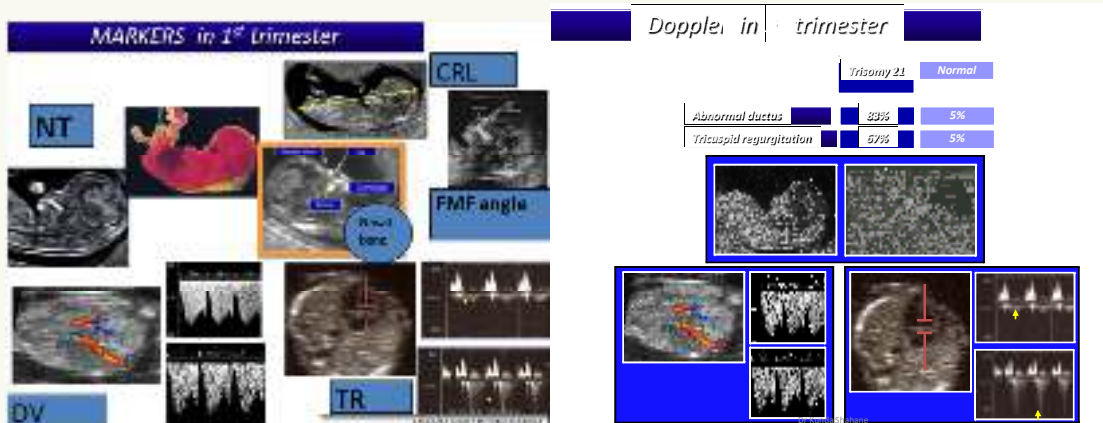 MARKERS in 1st trimester
CRL
NT
FMF angle
Nasal
bone
DV
TR
Doppler in trimester
Trisomy 21 Normal
Abnormal ductus 83% 5%
Tricuspid regurgitation 67% 5%